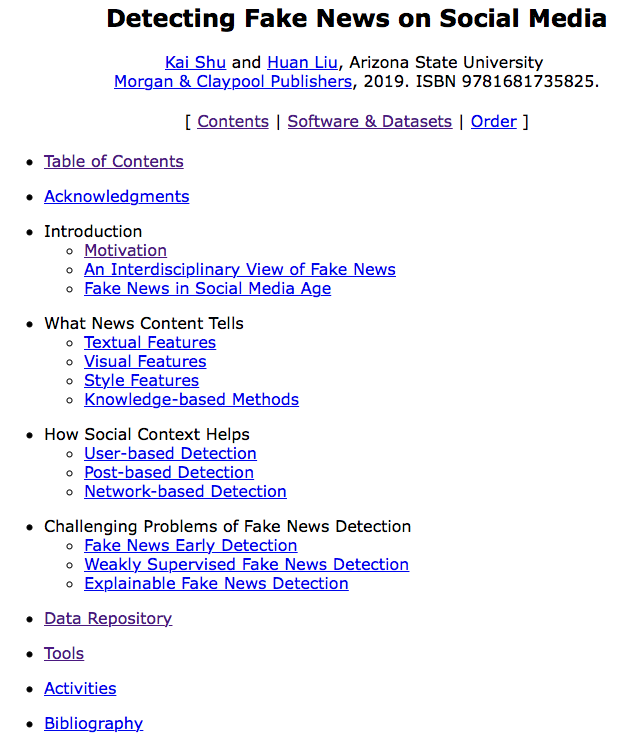 Detecting Fake News on Social Media
Kai Shu and Huan Liu, Arizona State University
Morgan & Claypool Publishers, 2019. ISBN 9781681735825.
[ Contents | Software & Datasets | Order ]
• Table of Contents
• Acknowledgments
• Introduction
◦ Motivation
◦ An Interdisciplinary View of Fake News
◦ Fake News in Social Media Age
• What News Content Tells
◦ Textual Features
◦ Visual Features
◦ Style Features
◦ Knowledge-based Methods
• How Social Context Helps
◦ User-based Detection
◦ Post-based Detection
◦ Network-based Detection
• Challenging Problems of Fake News Detection
◦ Fake News Early Detection
◦ Weakly Supervised Fake News Detection
◦ Explainable Fake News Detection
• Data Repository
• Tools
• Activities
• Bibliography